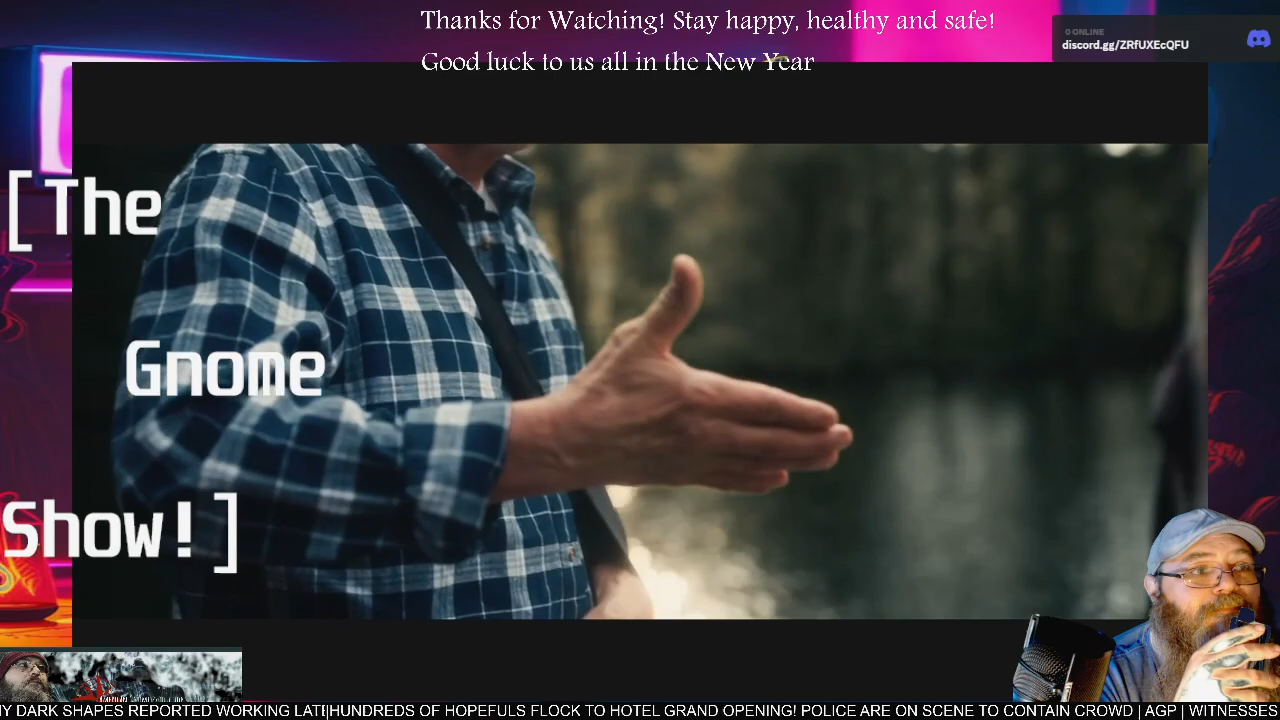 Thanks for Watching! Stay happy, healthy and safe!
Good luck to us all in the New Year
0 ONLINE
discord.gg/ZRfUXEcQFU
[The
Gnome
Show!]
DARK SHAPES REPORTED WORKING HUNDREDS OF HOPEFULS FLOCK TO HOTEL GRAND OPENING! POLICE ARE ON SCENE TO CONTAIN CROWD | AGP | WITNESSES